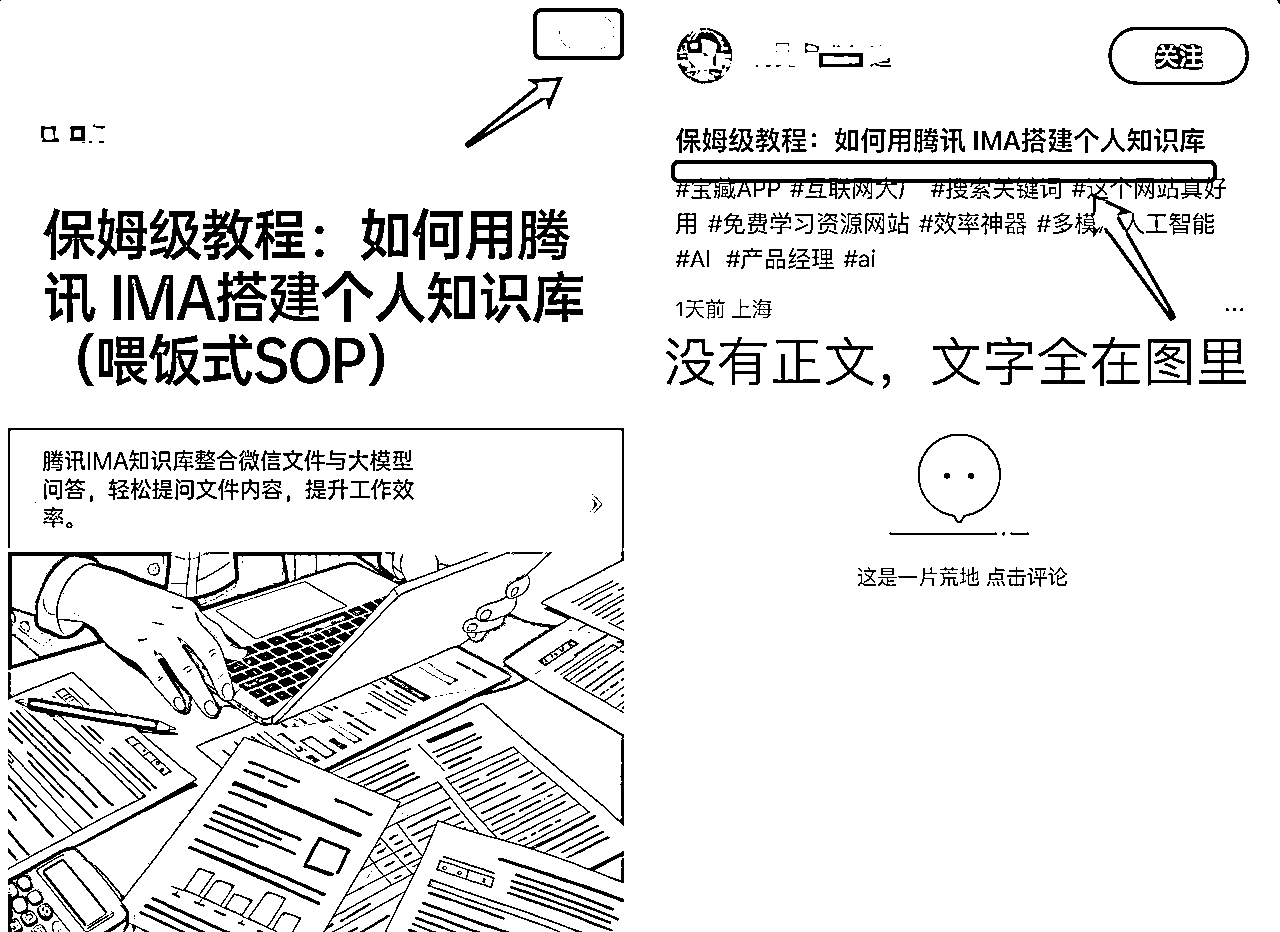 保姆级教程：如何用腾
讯 IMA搭建个人知识库
（喂饭式SOP）
腾讯IMA知识库整合微信文件与大模型
问答，轻松提问文件内容，提升工作效
率。
关注
保姆级教程：如何用腾讯 IMA搭建个人知识库
#宝藏APP #互联网大厂 #搜索关键词 #这个网站真好
用 #免费学习资源网站 #效率神器 #多模 人工智能
#AI #产品经理 #ai
1天前 上海
...
没有正文，文字全在图里
这是一片荒地 点击评论